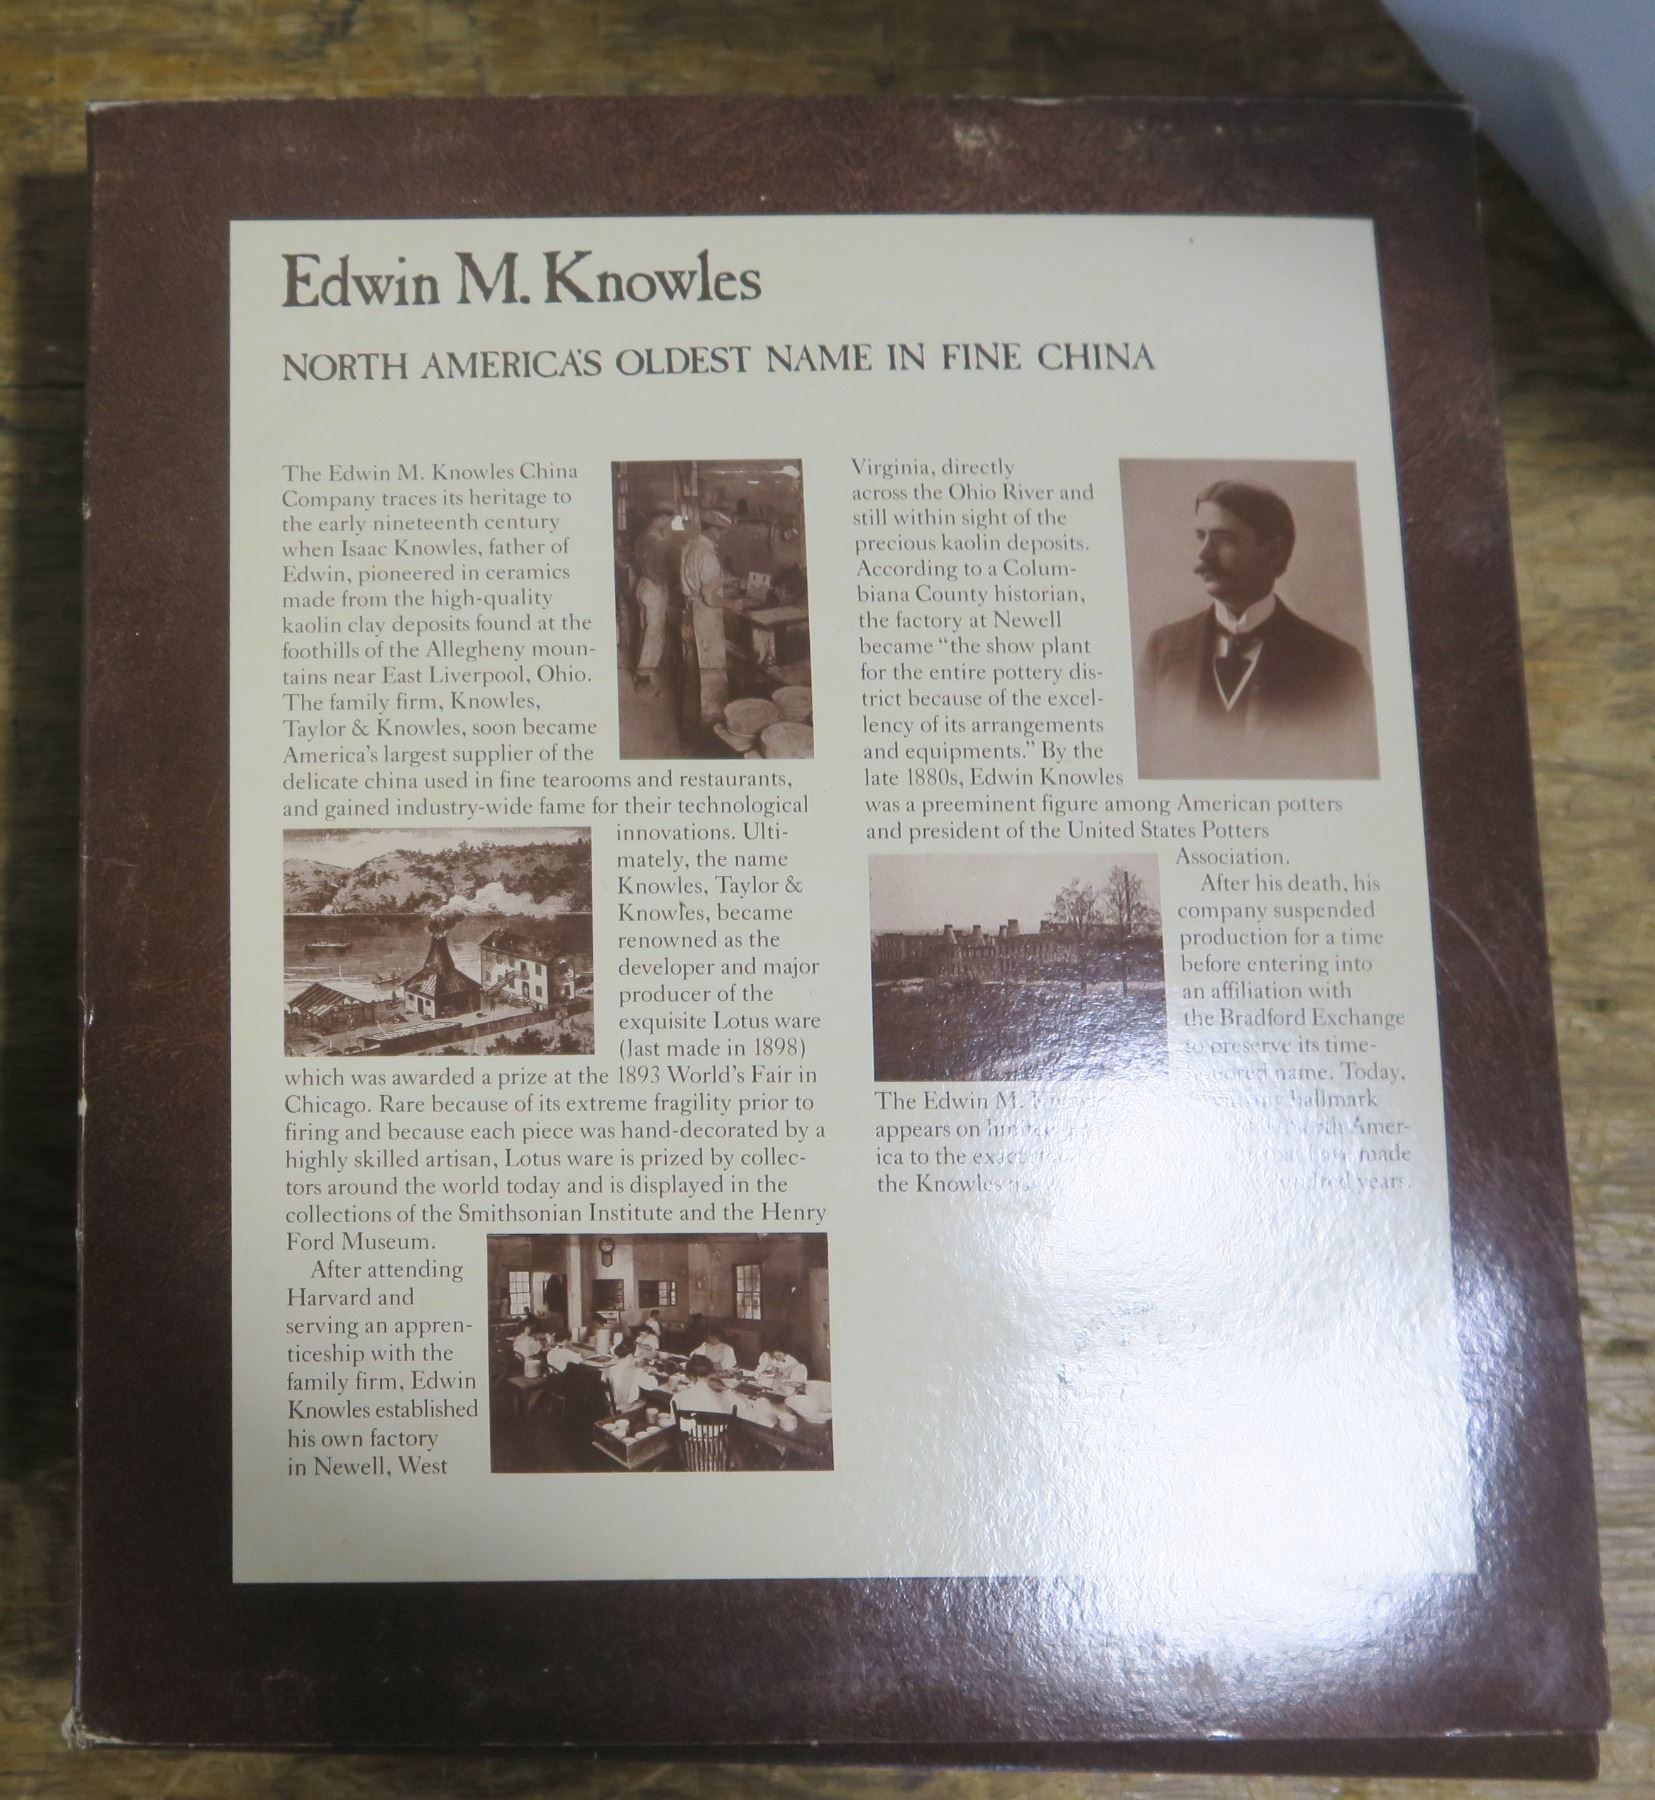 Edwin M. Knowles
NORTH AMERICA'S OLDEST NAME IN FINE CHINA
The Edwin M. Knowles China
Company traces its heritage to
the early nineteenth century
when Isaac Knowles, father of
Edwin, pioneered in ceramics
made from the high-quality
kaolin clay deposits found at the
foothills of the Allegheny moun-
tains near East Liverpool, Ohio.
The family firm, Knowles,
Taylor & Knowles, soon became
America's largest supplier of the
delicate china used in fine tearooms and restaurants,
and gained industry-wide fame for their technological
innovations. Ulti-
mately, the name
Knowles, Taylor &
Knowles, became
renowned as the
developer and major
producer of the
exquisite Lotus ware
(last made in 1898)
which was awarded a prize at the 1893 World's Fair in
Chicago. Rare because of its extreme fragility prior to
firing and because each piece was hand-decorated by a
highly skilled artisan, Lotus ware is prized by collec-
tors around the world today and is displayed in the
collections of the Smithsonian Institute and the Henry
Ford Museum.
After attending
Harvard and
serving an appren-
ticeship with the
family firm, Edwin
Knowles established
his own factory
in Newell, West
Virginia, directly
across the Ohio River and
still within sight of the
precious kaolin deposits.
According to a Colum-
biana County historian,
the factory at Newell
became "the show plant
for the entire pottery dis-
trict because of the excel-
lency of its arrangements
and equipments." By the
late 1880s, Edwin Knowles
was a preeminent figure among American potters
and president of the United States Potters
Association.
After his death, his
company suspended
production for a time
before entering into
an affiliation with
the Bradford Exchange
to preserve its time-
name. Today,
The Edwin M. hallmark
appears on Amer-
ica to the made
the Knowles years.